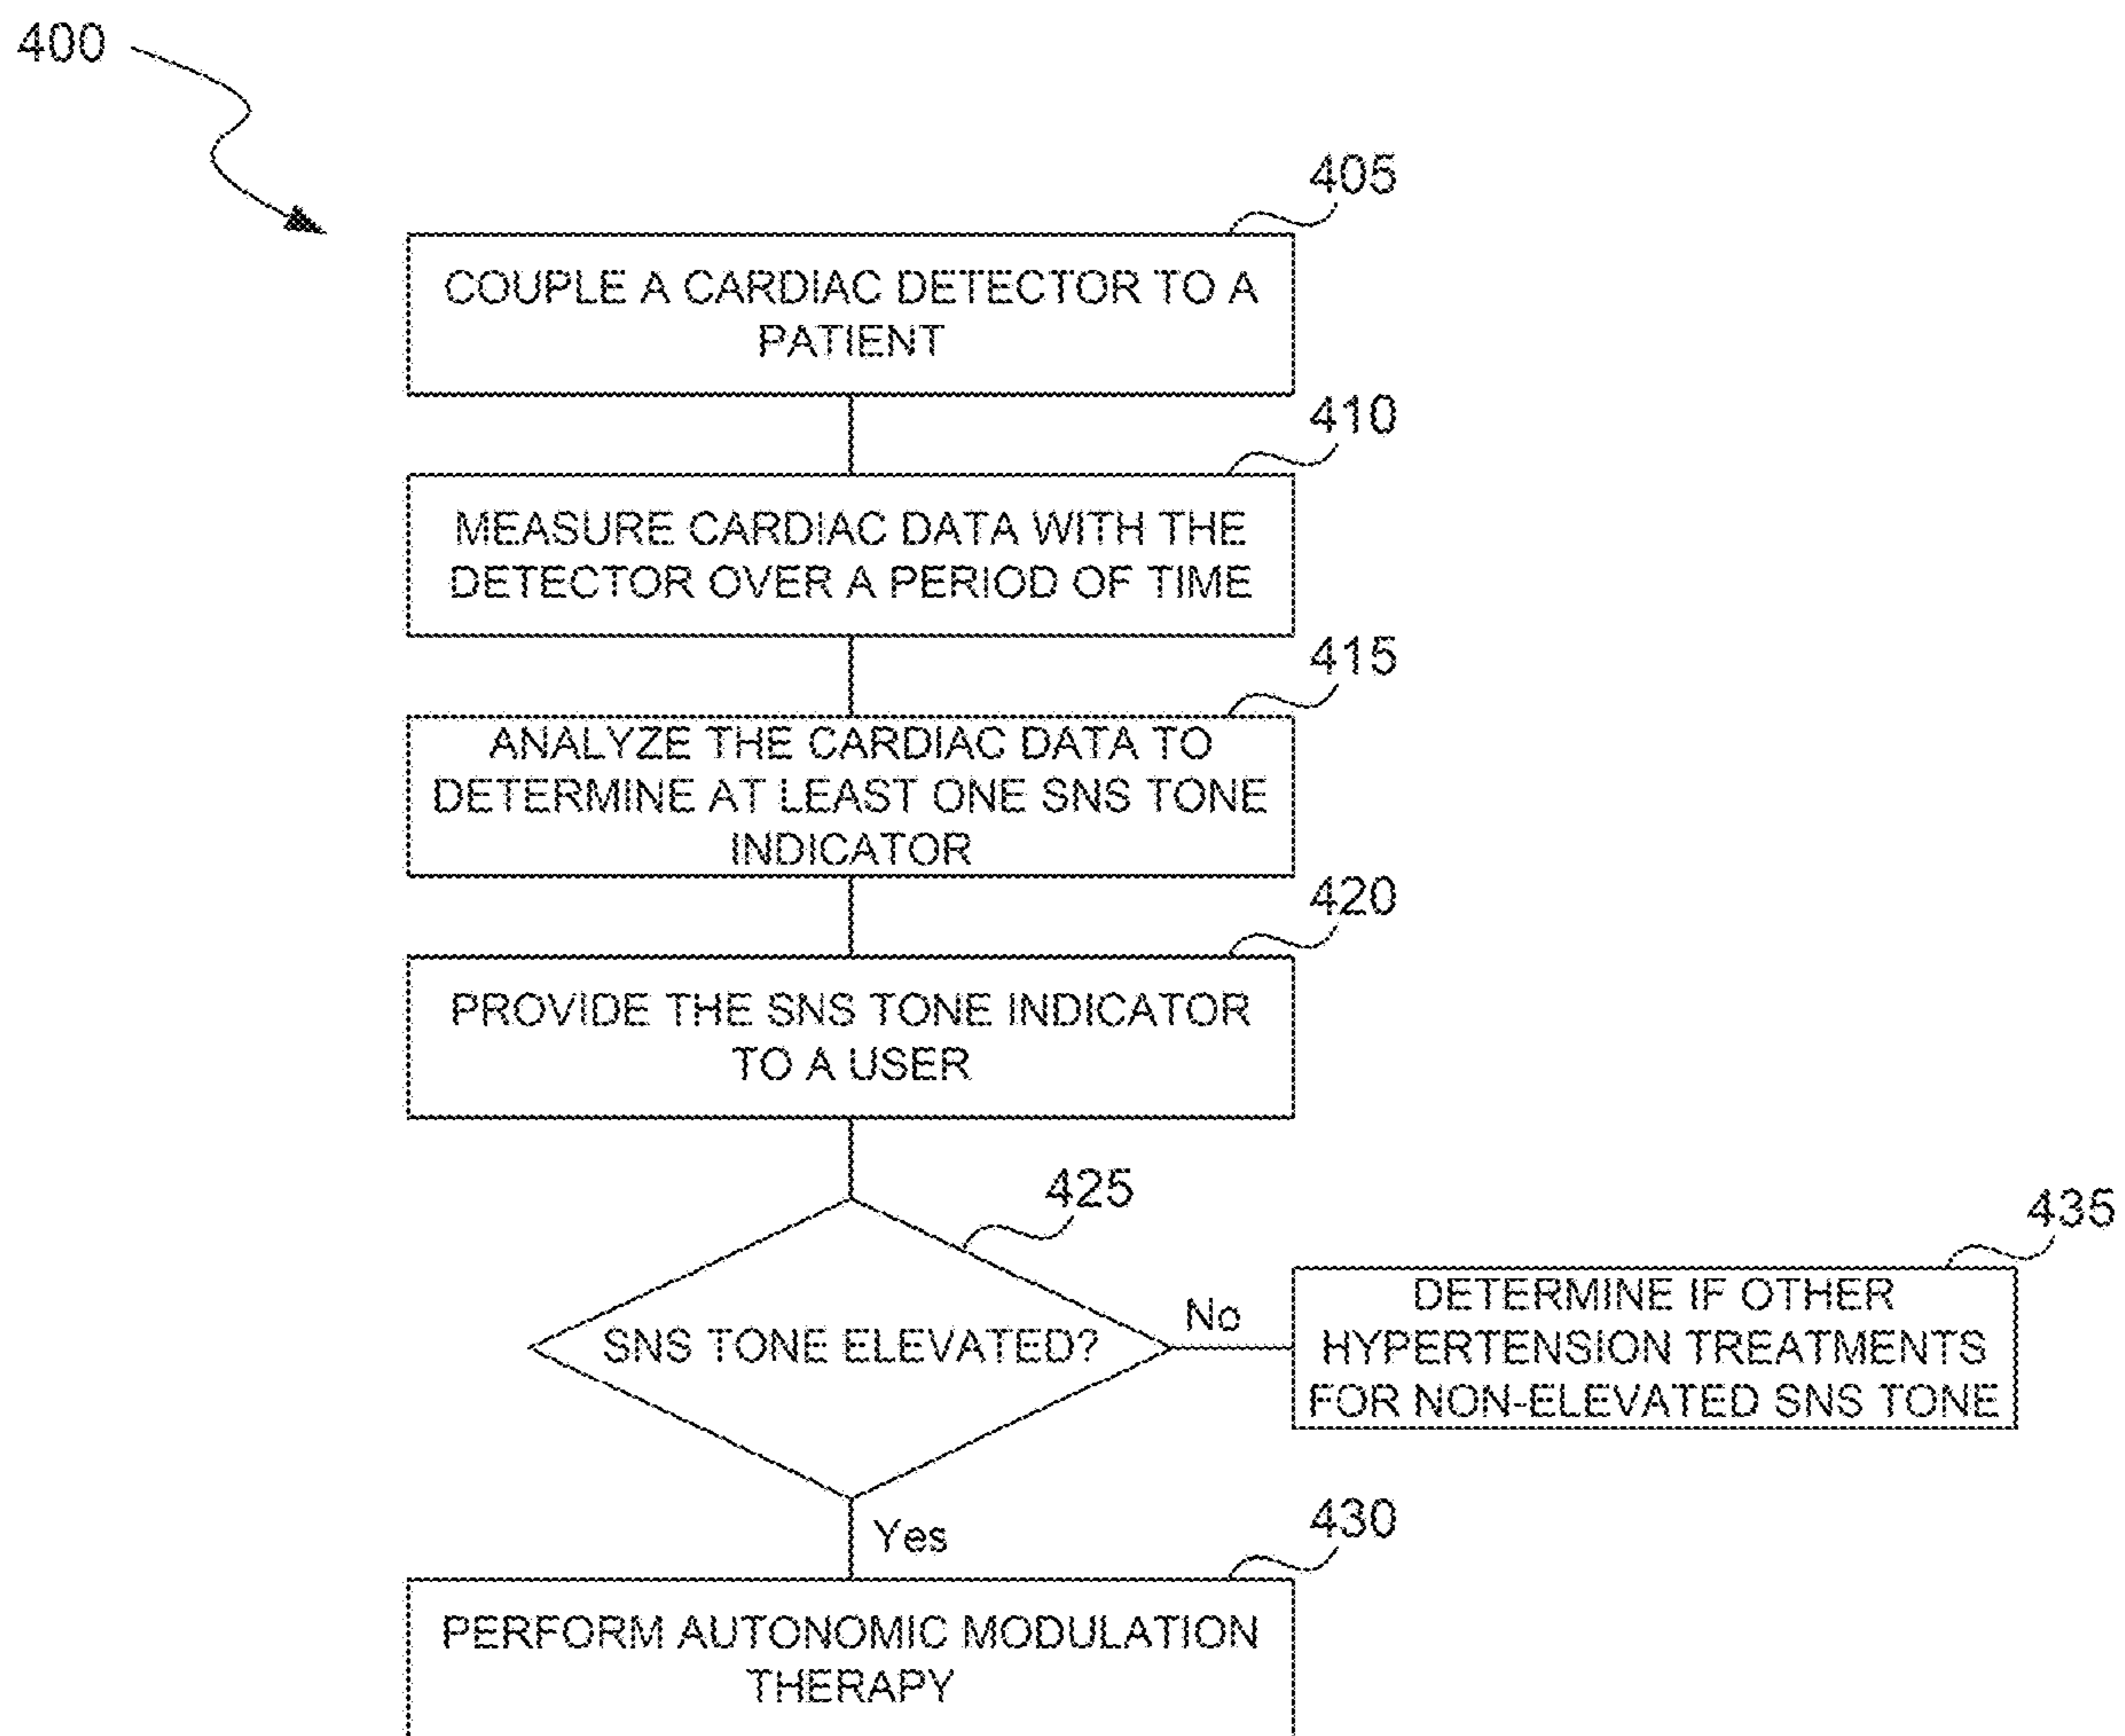 400
405
COUPLE A CARDIAC DETECTOR TO A
PATIENT
410
MEASURE CARDIAC DATA WITH THE
DETECTOR OVER A PERIOD OF TIME
415
ANALYZE THE CARDIAC DATA TO
DETERMINE AT LEAST ONE SNS TONE
INDICATOR
420
PROVIDE THE SNS TONE INDICATOR
TO A USER
425
SNS TONE ELEVATED?
No
435
DETERMINE IF OTHER
HYPERTENSION TREATMENTS
FOR NON-ELEVATED SNS TONE
Yes
430
PERFORM AUTONOMIC MODULATION
THERAPY